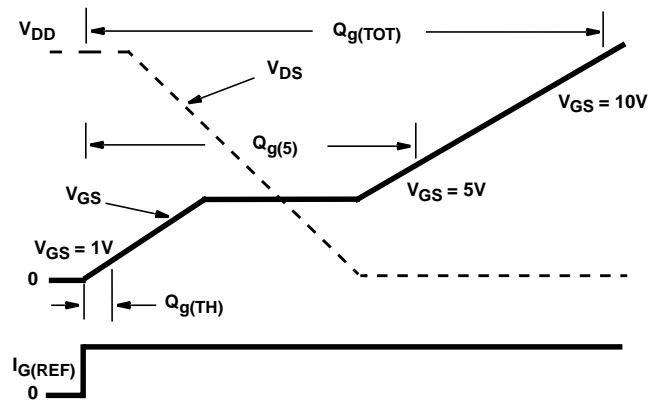 V_DD
Q_g(TOT)
V_DS
V_GS = 10V
Q_g(5)
V_GS
V_GS = 5V
V_GS = 1V
0
Q_g(TH)
I_G(REF)
0